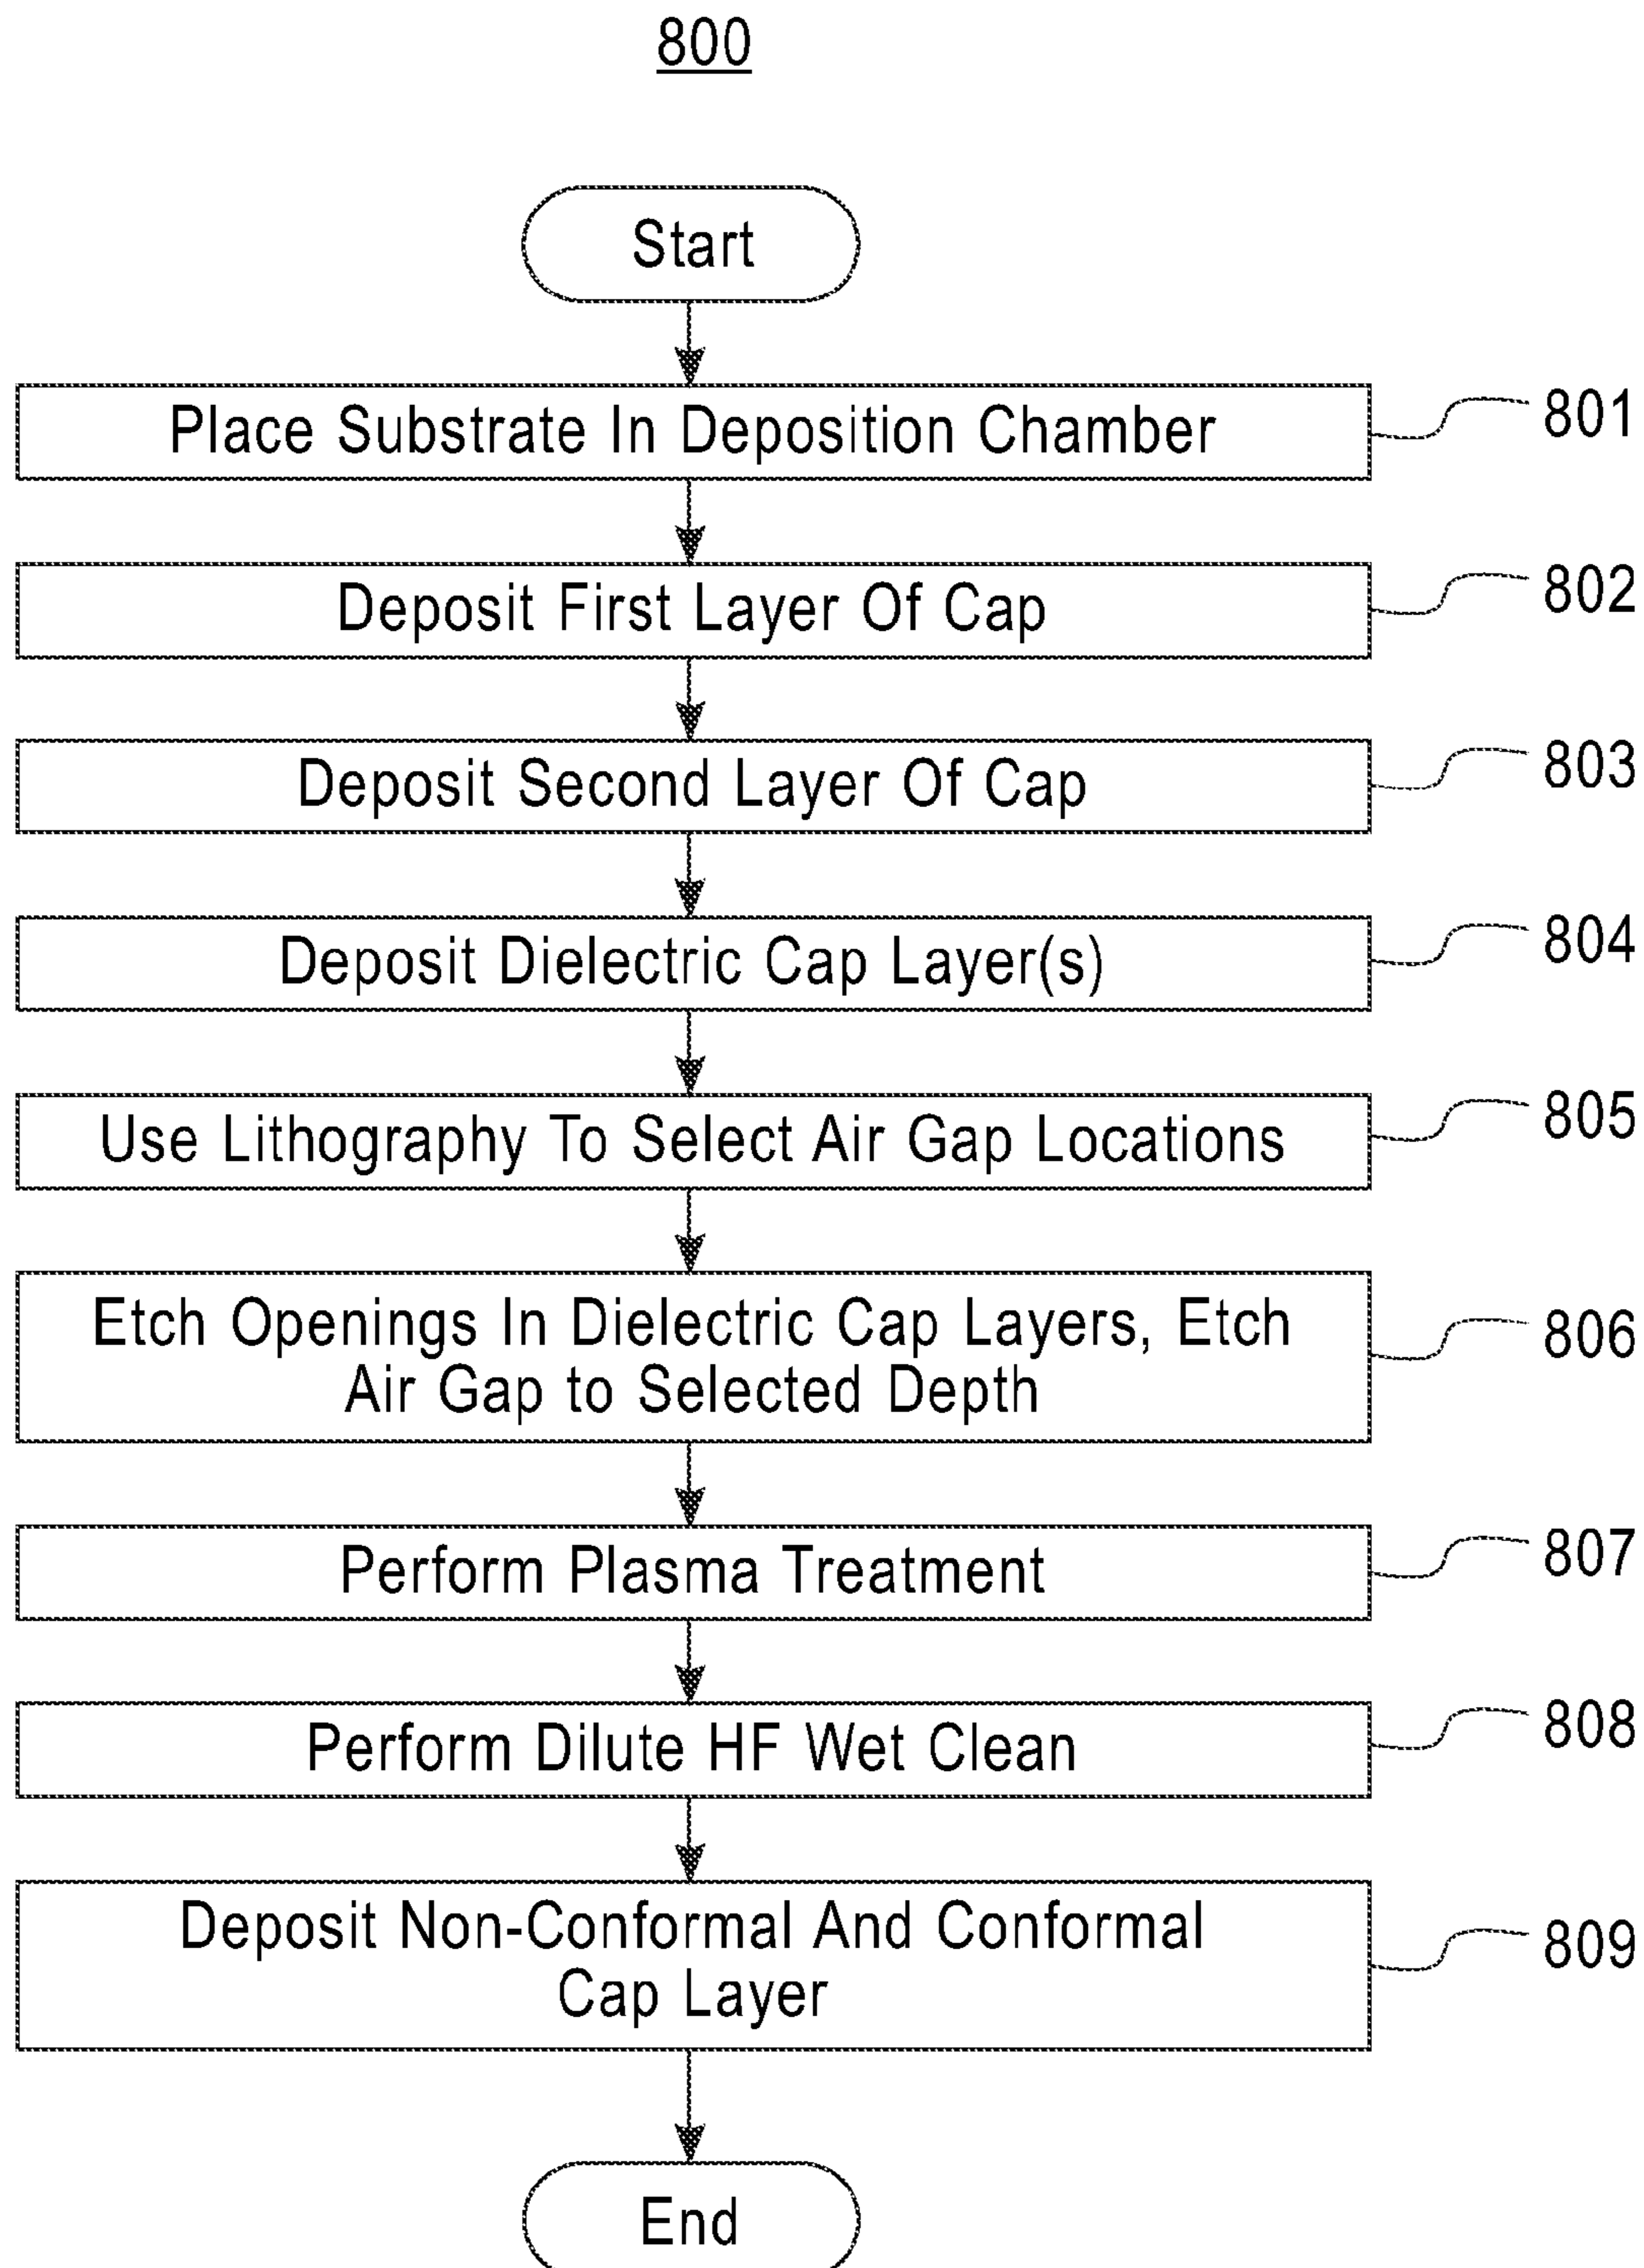 800
Start
Place Substrate In Deposition Chamber
801
Deposit First Layer Of Cap
802
Deposit Second Layer Of Cap
803
Deposit Dielectric Cap Layer(s)
804
Use Lithography To Select Air Gap Locations
805
Etch Openings In Dielectric Cap Layers, Etch
Air Gap to Selected Depth
806
Perform Plasma Treatment
807
Perform Dilute HF Wet Clean
808
Deposit Non-Conformal And Conformal
Cap Layer
809
End